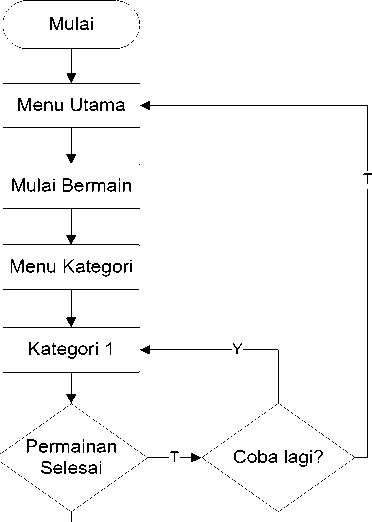 Mulai
Menu Utama
T
Mulai Bermain
Menu Kategori
Kategori 1
Y
Permainan
Selesai
T
Coba lagi?